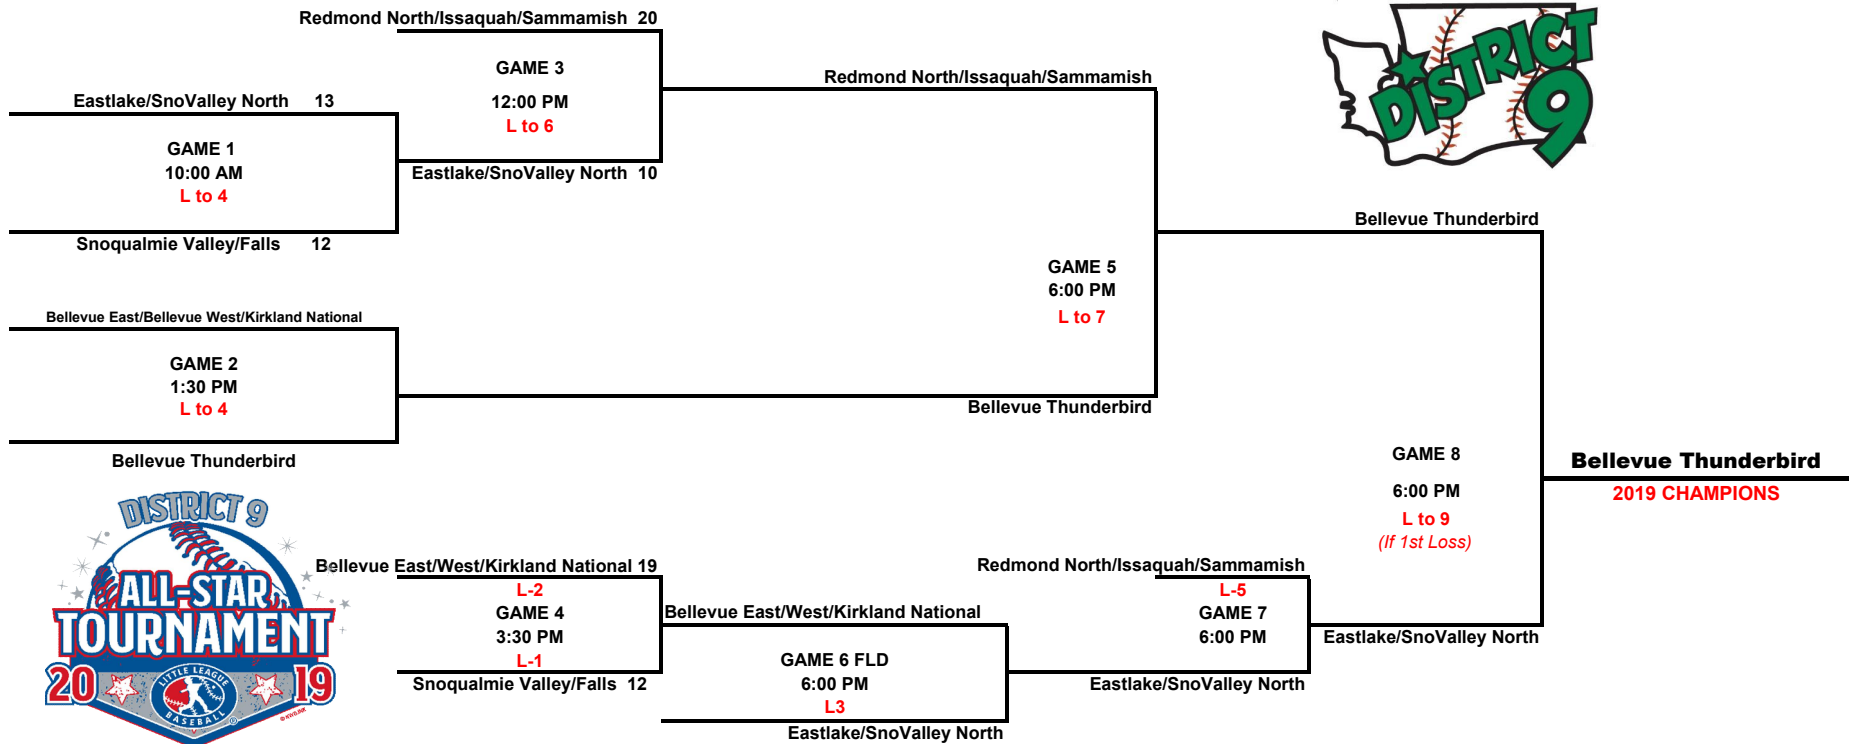 Redmond North/Issaquah/Sammamish 20
GAME 3
12:00 PM
L to 6
Eastlake/SnoValley North 10
Eastlake/SnoValley North 13
GAME 1
10:00 AM
L to 4
Snoqualmie Valley/Falls 12
Redmond North/Issaquah/Sammamish
DISTRICT
9
Bellevue Thunderbird
GAME 5
6:00 PM
L to 7
Bellevue East/Bellevue West/Kirkland National
GAME 2
1:30 PM
L to 4
Bellevue Thunderbird
Bellevue Thunderbird
GAME 8
6:00 PM
L to 9
(If 1st Loss)
Bellevue Thunderbird
2019 CHAMPIONS
DISTRICT 9
ALL-STAR
TOURNAMENT
20 19
LITTLE LEAGUE
BASEBALL
Bellevue East/West/Kirkland National 19
L-2
GAME 4
3:30 PM
L-1
Snoqualmie Valley/Falls 12
Bellevue East/West/Kirkland National
GAME 6 FLD
6:00 PM
L3
Eastlake/SnoValley North
Redmond North/Issaquah/Sammamish
L-5
GAME 7
6:00 PM
Eastlake/SnoValley North
Eastlake/SnoValley North